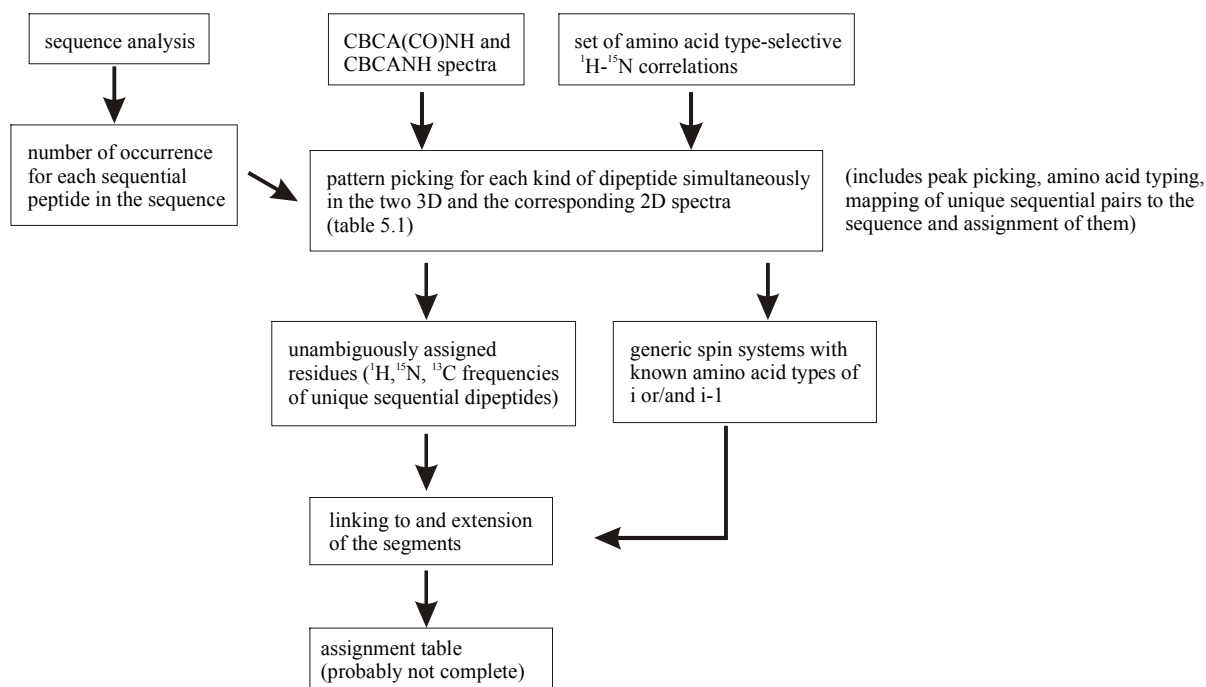 sequence analysis
CBCA(CO)NH and
CBCANH spectra
set of amino acid type-selective
¹H-¹⁵N correlations
number of occurrence
for each sequential
peptide in the sequence
pattern picking for each kind of dipeptide simultaneously
in the two 3D and the corresponding 2D spectra
(table 5.1)
(includes peak picking, amino acid typing,
mapping of unique sequential pairs to the
sequence and assignment of them)
unambiguously assigned
residues (¹H,¹⁵N, ¹³C frequencies
of unique sequential dipeptides)
generic spin systems with
known amino acid types of
i or/and i-1
linking to and extension
of the segments
assignment table
(probably not complete)